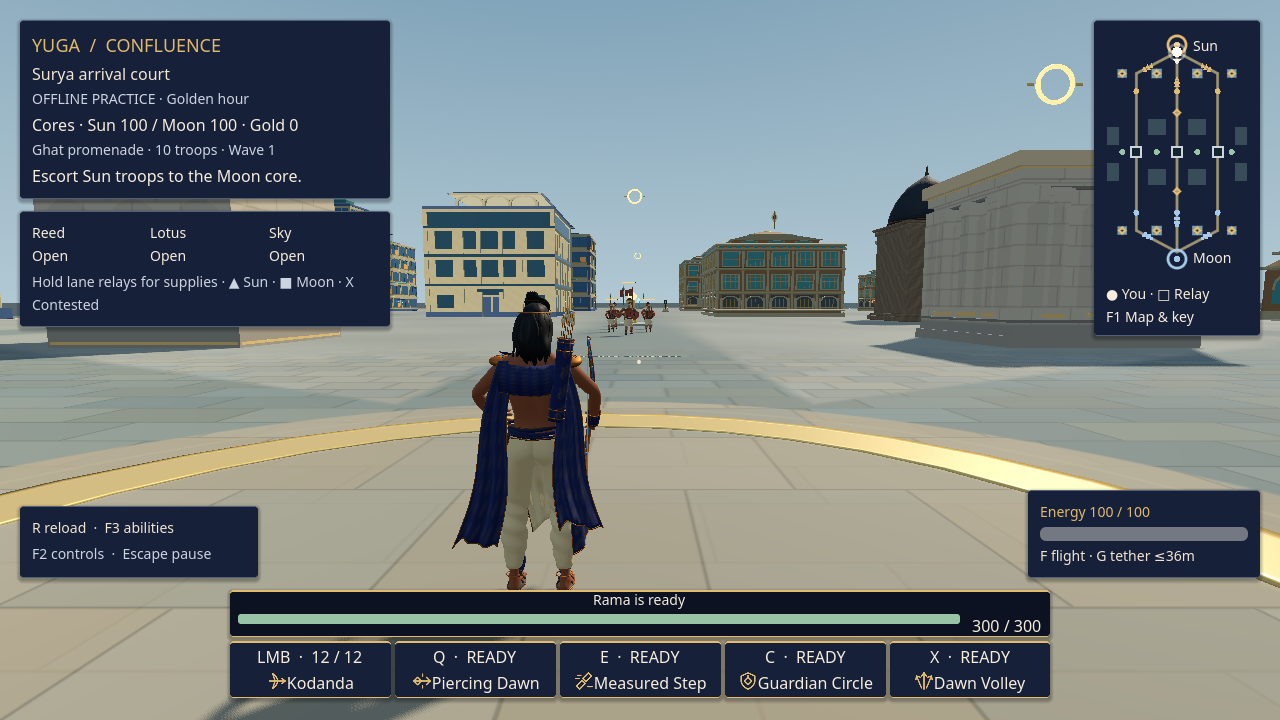 YUGA / CONFLUENCE
Surya arrival court
OFFLINE PRACTICE · Golden hour
Cores · Sun 100 / Moon 100 · Gold 0
Ghat promenade · 10 troops · Wave 1
Escort Sun troops to the Moon core.
Reed Lotus Sky
Open Open Open
Hold lane relays for supplies · ▲ Sun · ■ Moon · X
Contested
Sun
Moon
● You · □ Relay
F1 Map & key
R reload · F3 abilities
F2 controls · Escape pause
Energy 100 / 100
F flight · G tether ≤36m
Rama is ready
300 / 300
LMB · 12 / 12
Kodanda
Q · READY
Piercing Dawn
E · READY
Measured Step
C · READY
Guardian Circle
X · READY
Dawn Volley